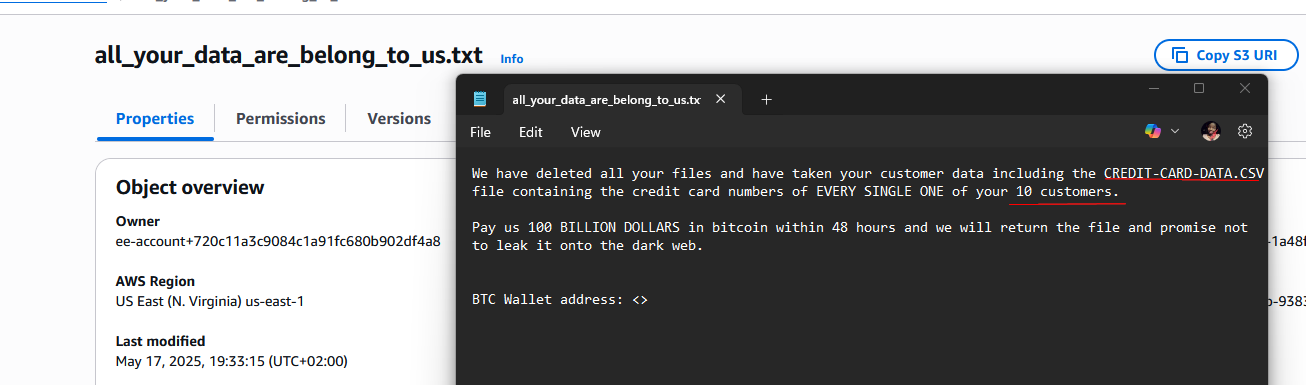 all_your_data_are_belong_to_us.txt Info
Copy S3 URI
Properties Permissions Versions
Object overview
Owner
ee-account+720c11a3c9084c1a91fc680b902df4a8
AWS Region
US East (N. Virginia) us-east-1
Last modified
May 17, 2025, 19:33:15 (UTC+02:00)
all_your_data_are_belong_to_us.tx
File Edit View
We have deleted all your files and have taken your customer data including the CREDIT-CARD-DATA.CSV
file containing the credit card numbers of EVERY SINGLE ONE of your 10 customers.
Pay us 100 BILLION DOLLARS in bitcoin within 48 hours and we will return the file and promise not
to leak it onto the dark web.
BTC Wallet address: <>